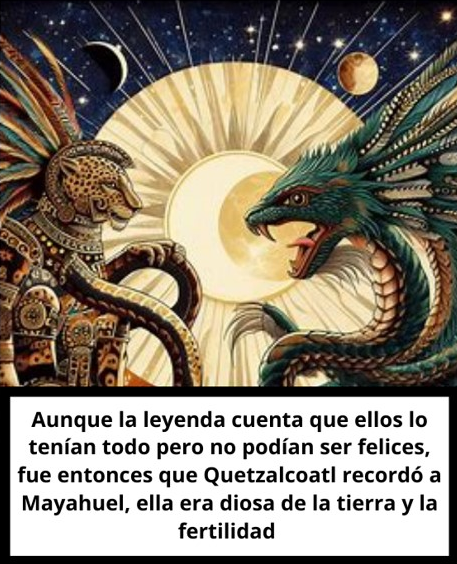 Aunque la leyenda cuenta que ellos lo
tenían todo pero no podían ser felices,
fue entonces que Quetzalcoatl recordó a
Mayahuel, ella era diosa de la tierra y la
fertilidad